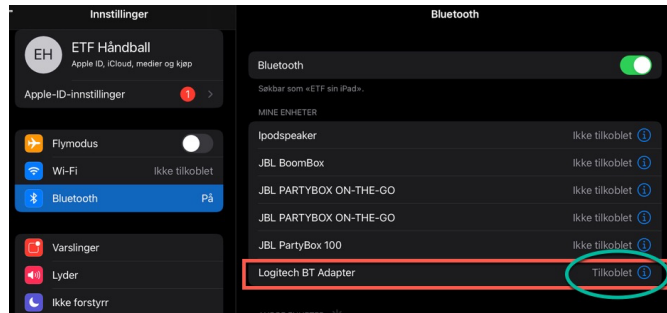 Innstillinger
EH
ETF Håndball
Apple ID, iCloud, medier og kjøp
Apple-ID-innstillinger 1
Flymodus
Wi-Fi Ikke tilkoblet
Bluetooth På
Varslinger
Lyder
Ikke forstyrr
Bluetooth
Bluetooth
Søkbar som «ETF sin iPad».
MINE ENHETER
Ipodspeaker Ikke tilkoblet
JBL BoomBox Ikke tilkoblet
JBL PARTYBOX ON-THE-GO Ikke tilkoblet
JBL PARTYBOX ON-THE-GO Ikke tilkoblet
JBL PartyBox 100 Ikke tilkoblet
Logitech BT Adapter Tilkoblet